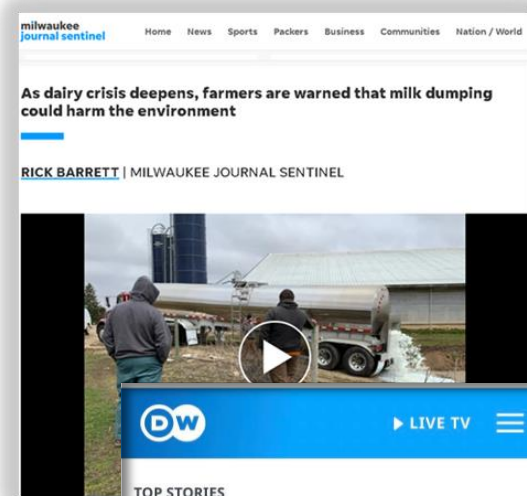 milwaukee
journal sentinel
Home News Sports Packers Business Communities Nation / World
As dairy crisis deepens, farmers are warned that milk dumping
could harm the environment
RICK BARRETT | MILWAUKEE JOURNAL SENTINEL
DW
LIVE TV
TOP STORIES